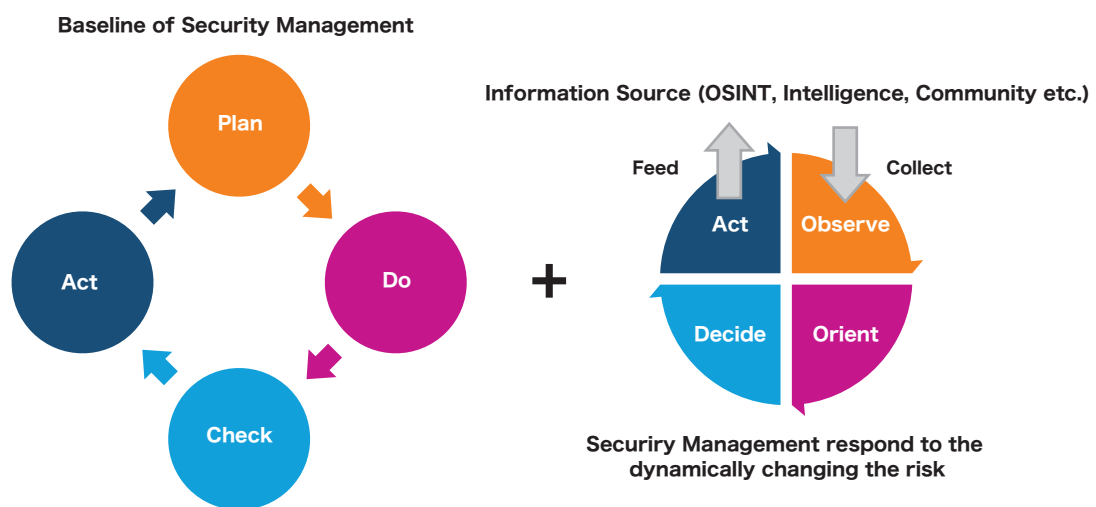 Baseline of Security Management
Plan
Do
Check
Act
+
Information Source (OSINT, Intelligence, Community etc.)
Feed
Collect
Act
Observe
Decide
Orient
Securiry Management respond to the
dynamically changing the risk